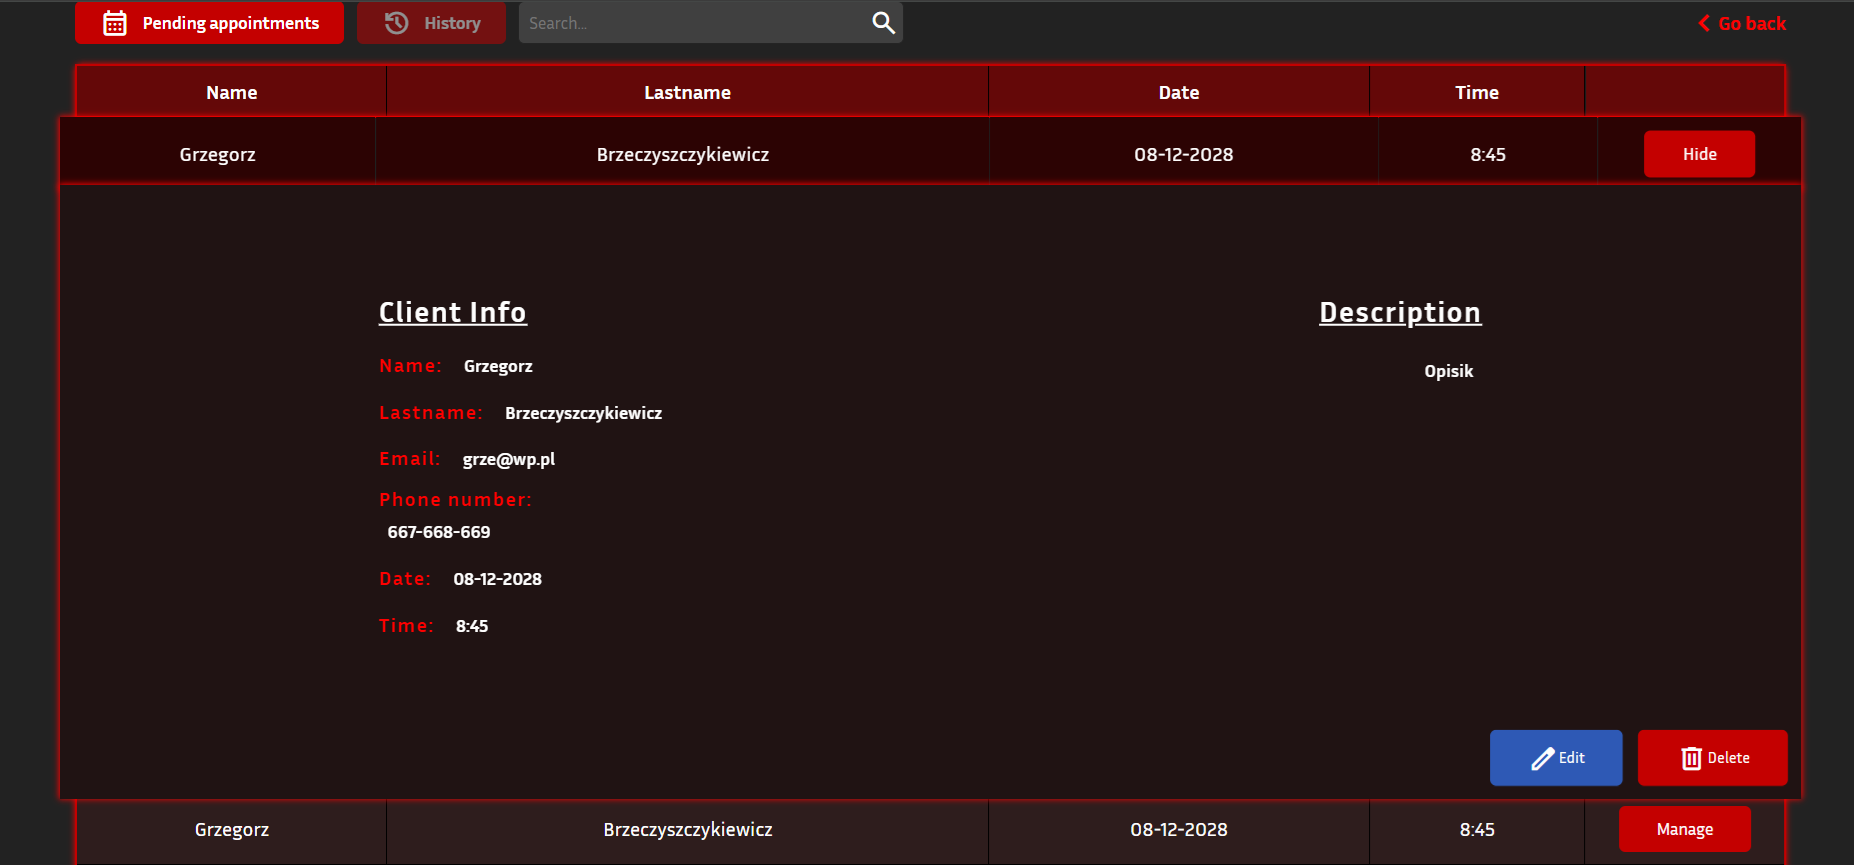 Pending appointments History Search... Go back
Name Lastname Date Time
Grzegorz Brzeczyszczykiewicz 08-12-2028 8:45 Hide
Client Info Description
Name: Grzegorz Opisik
Lastname: Brzeczyszczykiewicz
Email: grze@wp.pl
Phone number:
667-668-669
Date: 08-12-2028
Time: 8:45
Edit Delete
Grzegorz Brzeczyszczykiewicz 08-12-2028 8:45 Manage